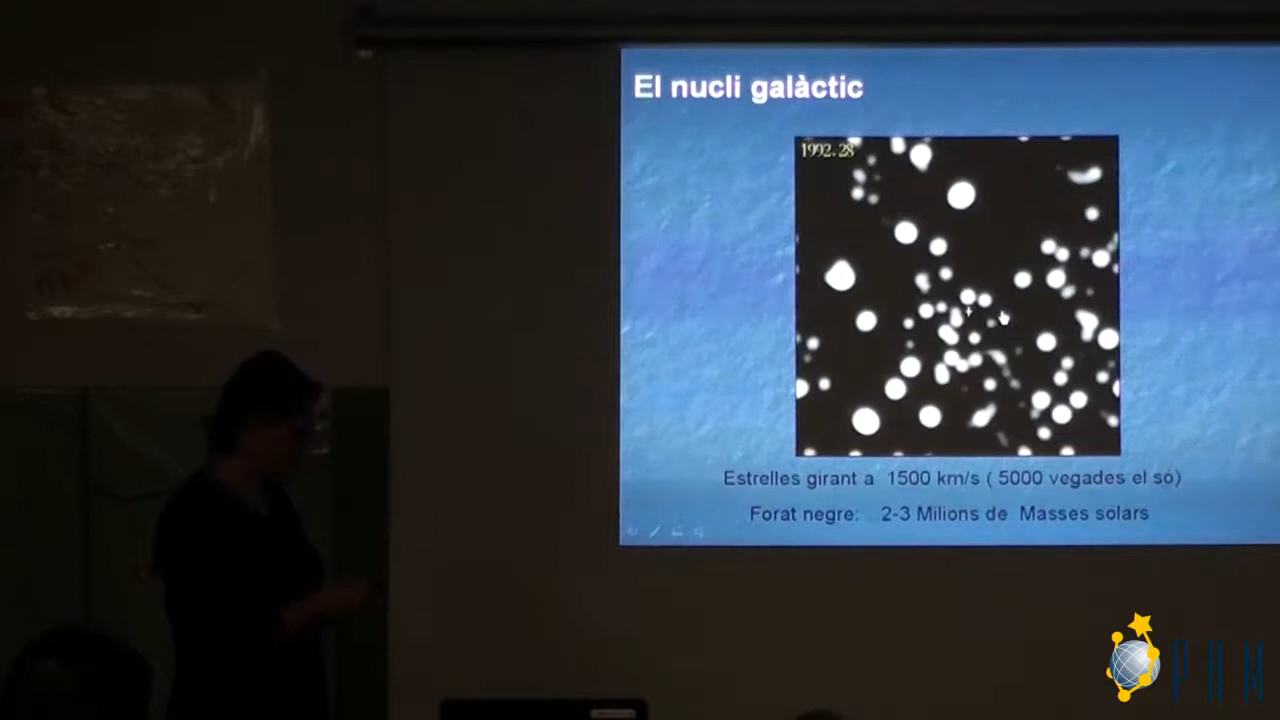 El nucli galàctic
1992.28
Estrelles girant a 1500 km/s ( 5000 vegades el só)
Forat negre: 2-3 Milions de Masses solars